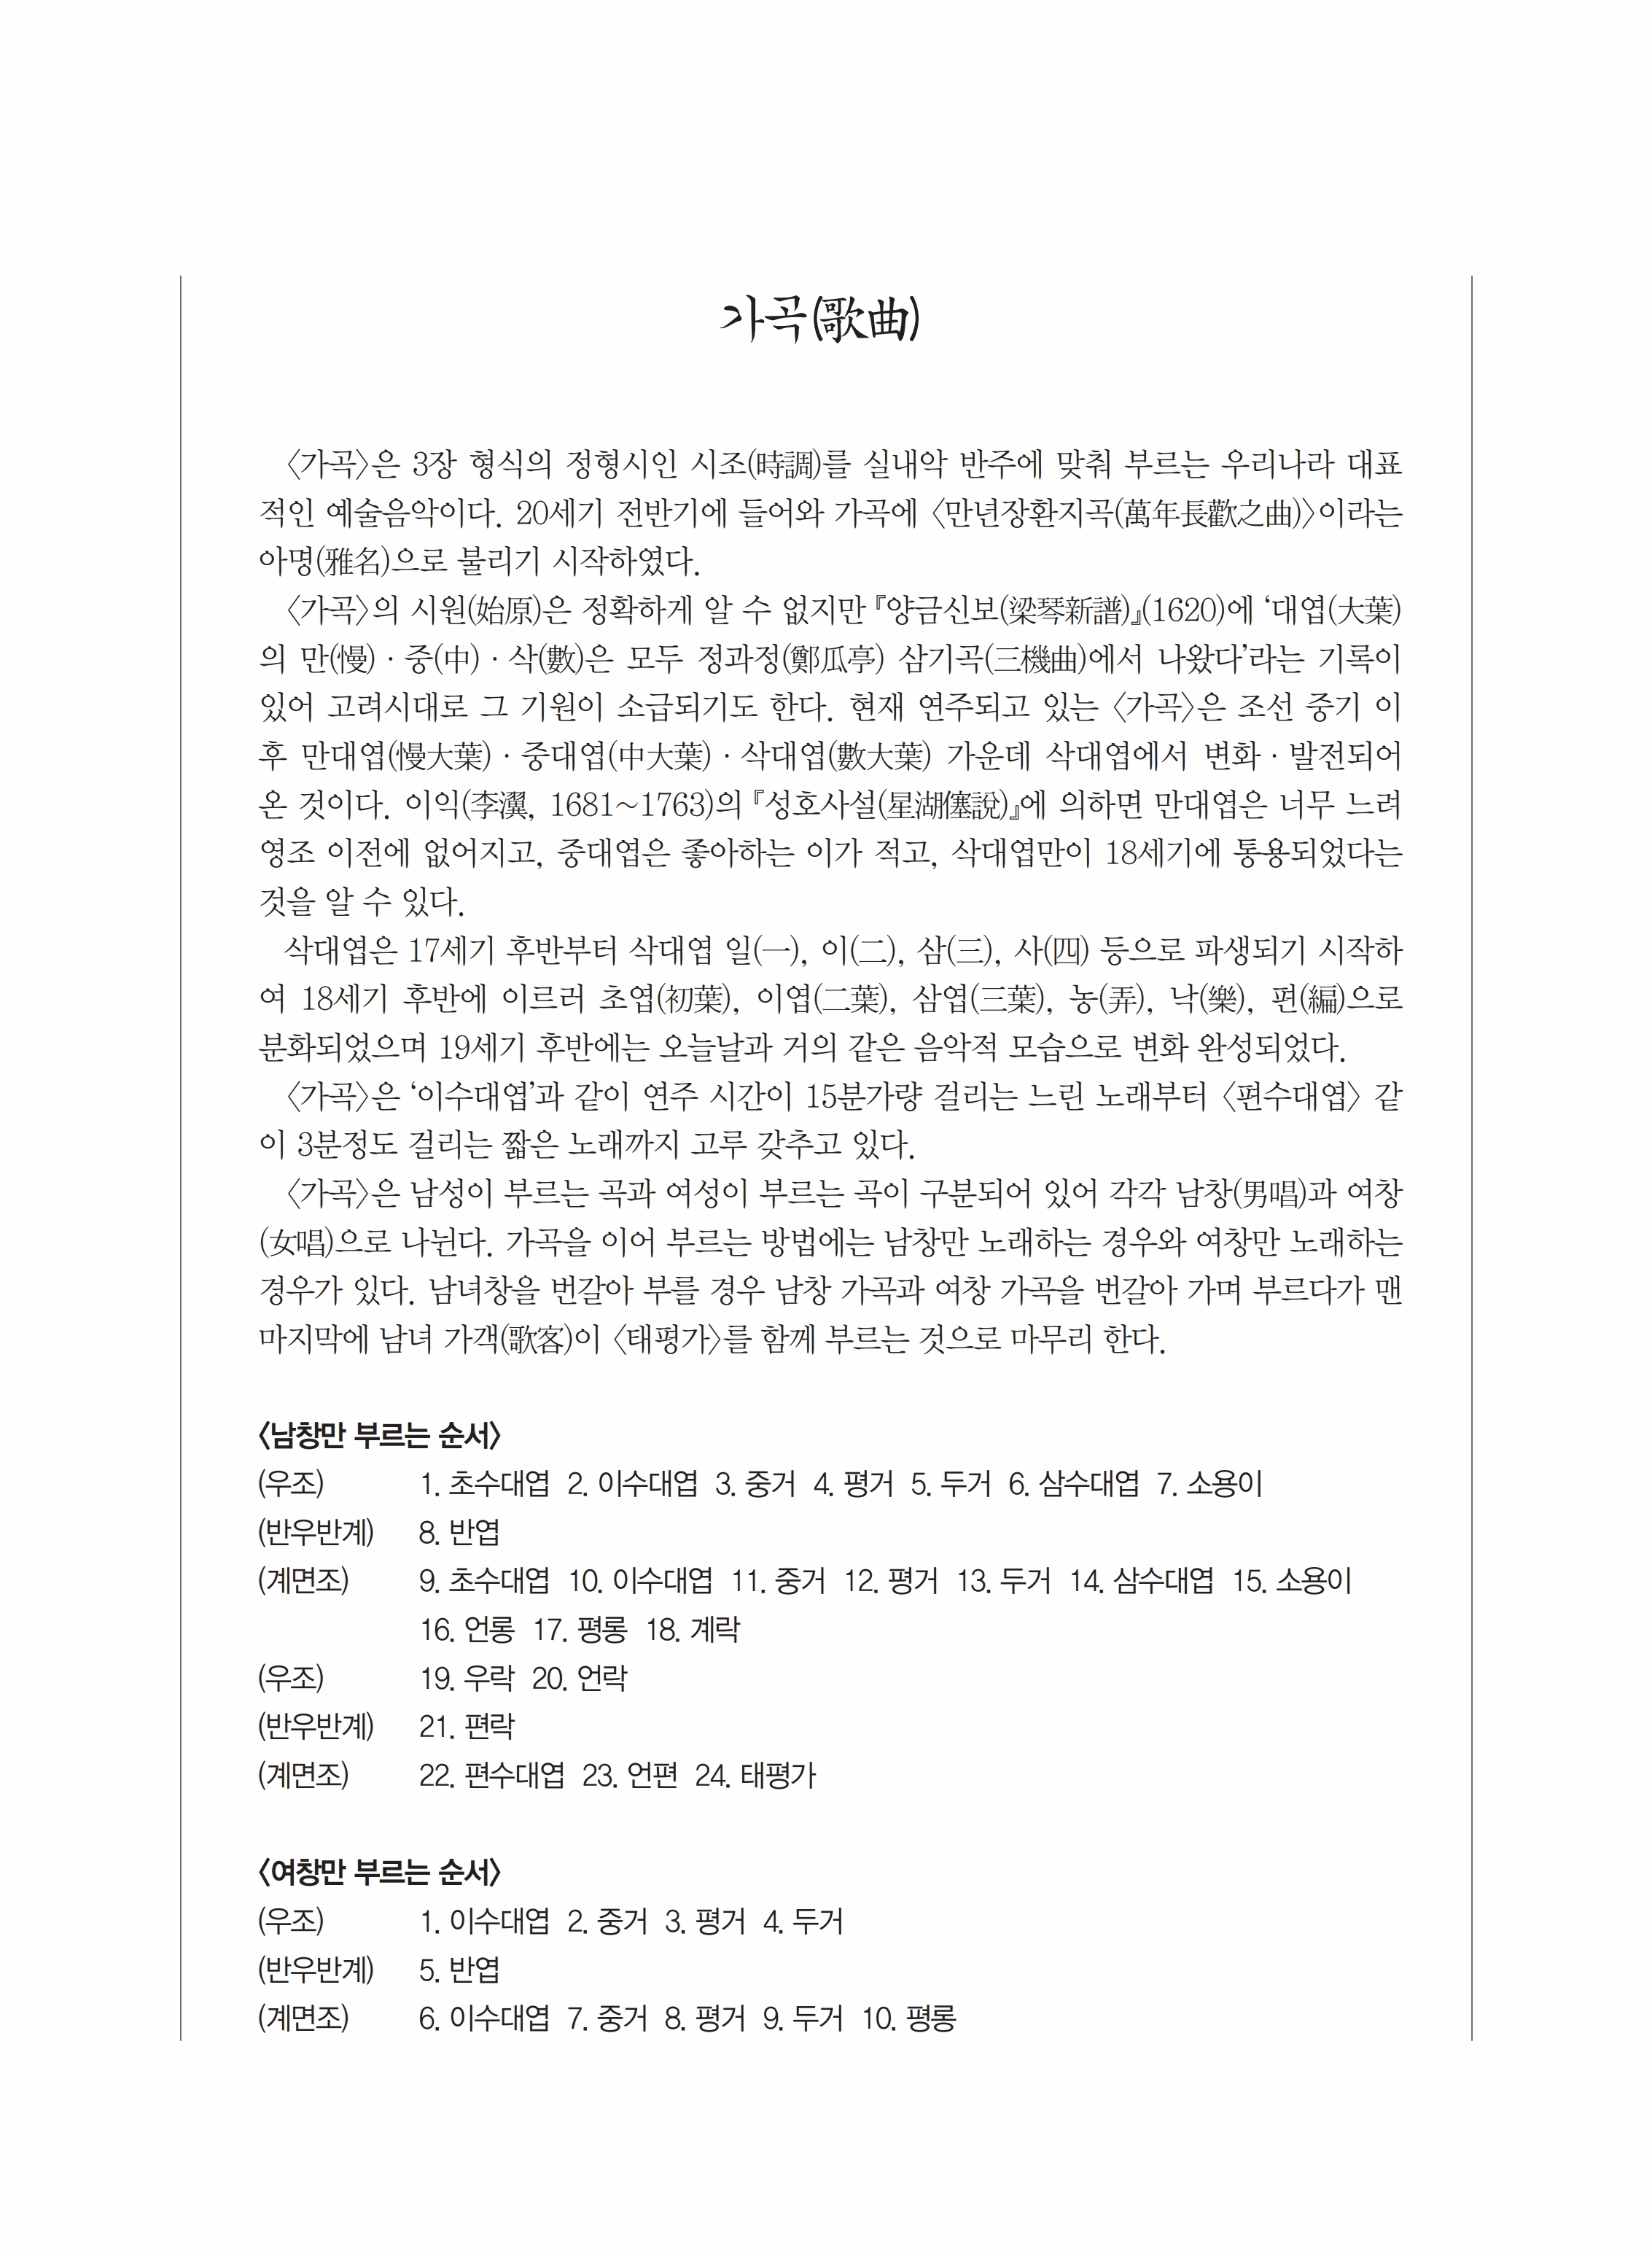 가곡(歌曲)
〈가곡〉은 3장 형식의 정형시인 시조(時調)를 실내악 반주에 맞춰 부르는 우리나라 대표
적인 예술음악이다. 20세기 전반기에 들어와 가곡에 〈만년장환지곡(萬年長歡之曲)〉이라는
아명(雅名)으로 불리기 시작하였다.
〈가곡〉의 시원(始原)은 정확하게 알 수 없지만 『양금신보(梁琴新譜)』(1620)에 ‘대엽(大葉)
의 만(慢)·중(中)·삭(數)은 모두 정과정(鄭瓜亭) 삼기곡(三機曲)에서 나왔다’라는 기록이
있어 고려시대로 그 기원이 소급되기도 한다. 현재 연주되고 있는 〈가곡〉은 조선 중기 이
후 만대엽(慢大葉)·중대엽(中大葉)·삭대엽(數大葉) 가운데 삭대엽에서 변화·발전되어
온 것이다. 이익(李瀷, 1681~1763)의 『성호사설(星湖僿說)』에 의하면 만대엽은 너무 느려
영조 이전에 없어지고, 중대엽은 좋아하는 이가 적고, 삭대엽만이 18세기에 통용되었다는
것을 알 수 있다.
삭대엽은 17세기 후반부터 삭대엽 일(一), 이(二), 삼(三), 사(四) 등으로 파생되기 시작하
여 18세기 후반에 이르러 초엽(初葉), 이엽(二葉), 삼엽(三葉), 농(弄), 낙(樂), 편(編)으로
분화되었으며 19세기 후반에는 오늘날과 거의 같은 음악적 모습으로 변화 완성되었다.
〈가곡〉은 ‘이수대엽’과 같이 연주 시간이 15분가량 걸리는 느린 노래부터 〈편수대엽〉 같
이 3분정도 걸리는 짧은 노래까지 고루 갖추고 있다.
〈가곡〉은 남성이 부르는 곡과 여성이 부르는 곡이 구분되어 있어 각각 남창(男唱)과 여창
(女唱)으로 나뉜다. 가곡을 이어 부르는 방법에는 남창만 노래하는 경우와 여창만 노래하는
경우가 있다. 남녀창을 번갈아 부를 경우 남창 가곡과 여창 가곡을 번갈아 가며 부르다가 맨
마지막에 남녀 가객(歌客)이 〈태평가〉를 함께 부르는 것으로 마무리 한다.
〈남창만 부르는 순서〉
(우조) 1. 초수대엽 2. 이수대엽 3. 중거 4. 평거 5. 두거 6. 삼수대엽 7. 소용이
(반우반계) 8. 반엽
(계면조) 9. 초수대엽 10. 이수대엽 11. 중거 12. 평거 13. 두거 14. 삼수대엽 15. 소용이
16. 언롱 17. 평롱 18. 계락
(우조) 19. 우락 20. 언락
(반우반계) 21. 편락
(계면조) 22. 편수대엽 23. 언편 24. 태평가
〈여창만 부르는 순서〉
(우조) 1. 이수대엽 2. 중거 3. 평거 4. 두거
(반우반계) 5. 반엽
(계면조) 6. 이수대엽 7. 중거 8. 평거 9. 두거 10. 평롱